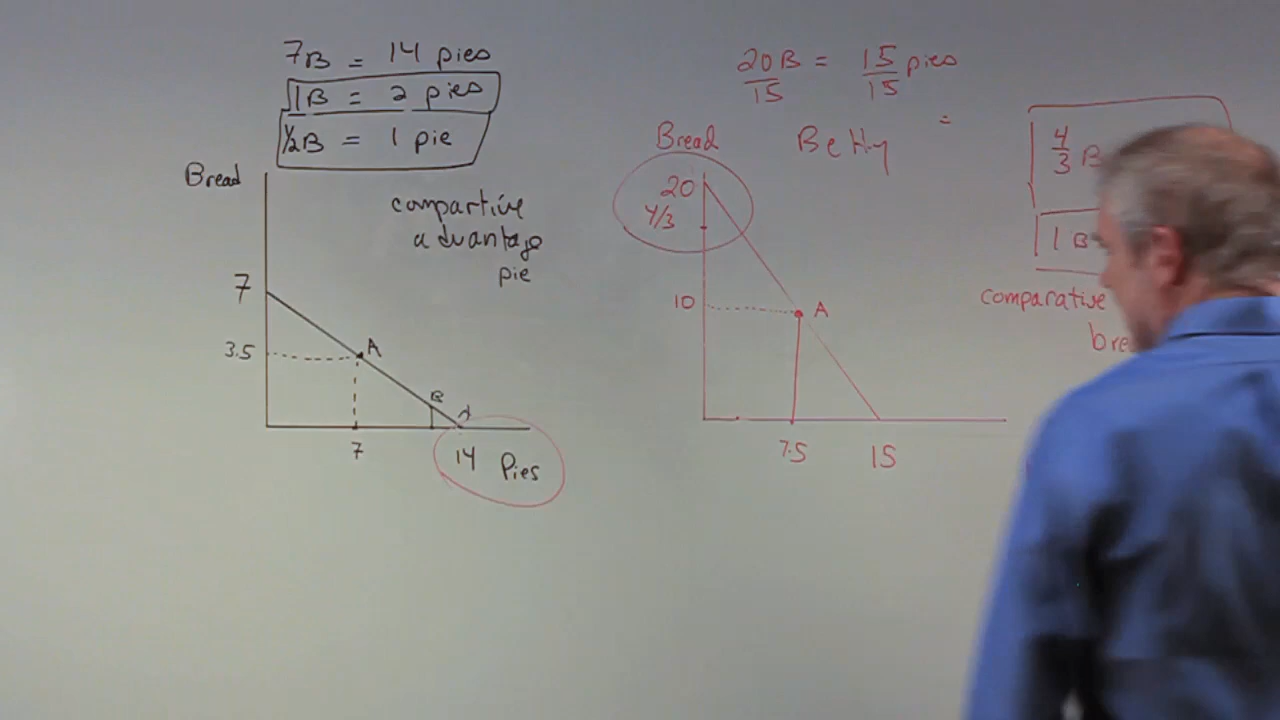 7B = 14 pies
1B = 2 pies
½B = 1 pie
Bread
compartive
advantage
pie
7
3.5
A
B
7
14 Pies
20B = 15 pies
15 15
=
Betty
Bread
20
4/3
10
A
7.5
15
4/3 B
1 B
comparative